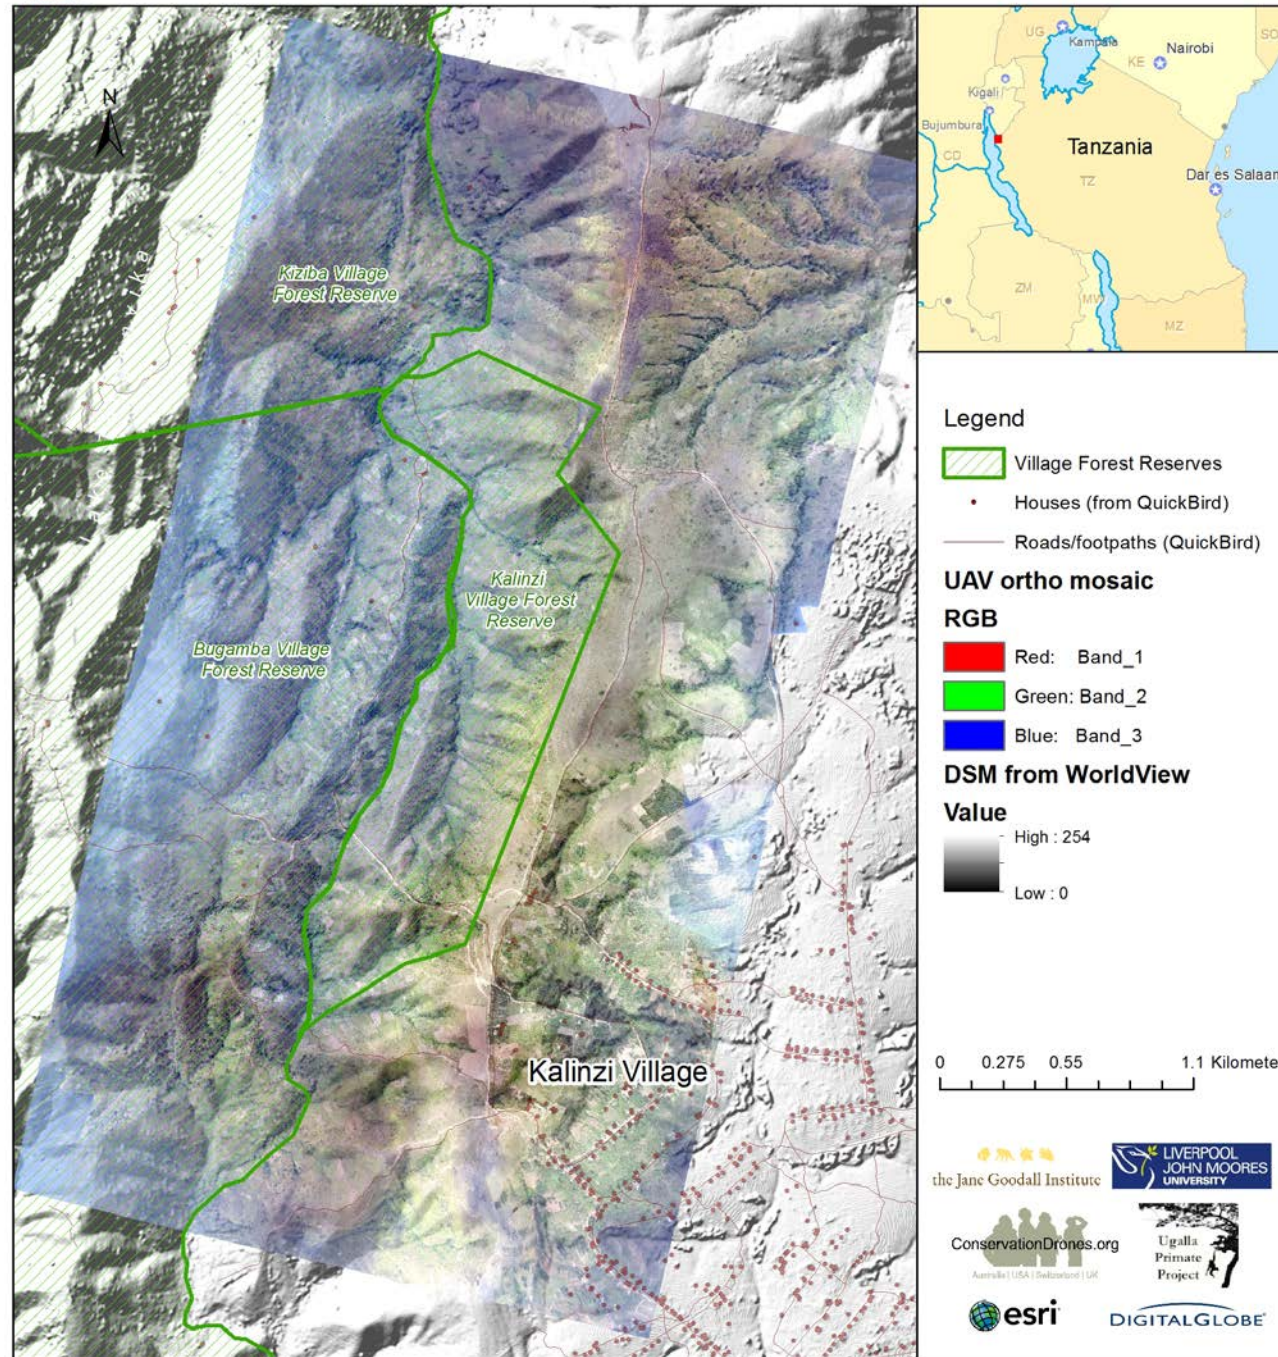 N
Kiziba Village
Forest Reserve
Kalinzi
Village Forest
Reserve
Bugamba Village
Forest Reserve
Kalinzi Village
UG
Kampala
Nairobi
KE
SO
Kigali
Bujumbura
CD
Tanzania
TZ
Dar es Salaam
ZM
MW
MZ
Legend
Village Forest Reserves
Houses (from QuickBird)
Roads/footpaths (QuickBird)
UAV ortho mosaic
RGB
Red: Band_1
Green: Band_2
Blue: Band_3
DSM from WorldView
Value
High : 254
Low : 0
0 0.275 0.55 1.1 Kilomete
the Jane Goodall Institute
LIVERPOOL
JOHN MOORES
UNIVERSITY
ConservationDrones.org
Australia | USA | Switzerland | UK
Ugalla
Primate
Project
esri
DIGITALGLOBE